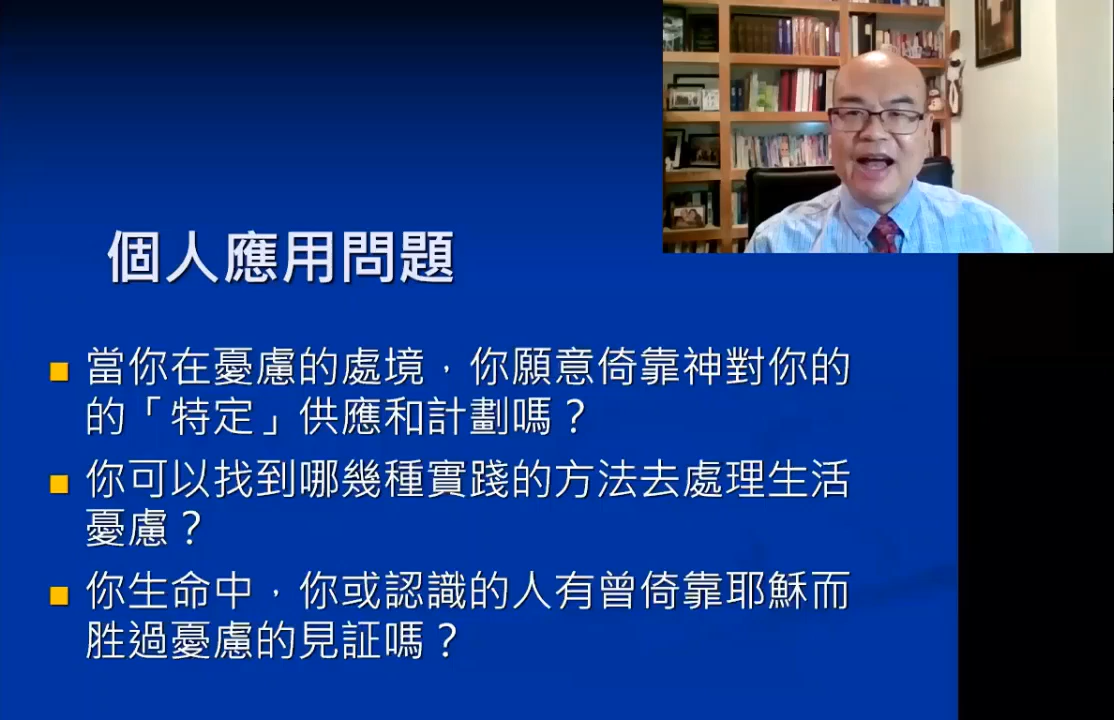 個人應用問題
當你在憂慮的處境，你願意倚靠神對你的
的「特定」供應和計劃嗎？
你可以找到哪幾種實踐的方法去處理生活
憂慮？
你生命中，你或認識的人有曾倚靠耶穌而
胜過憂慮的見証嗎？